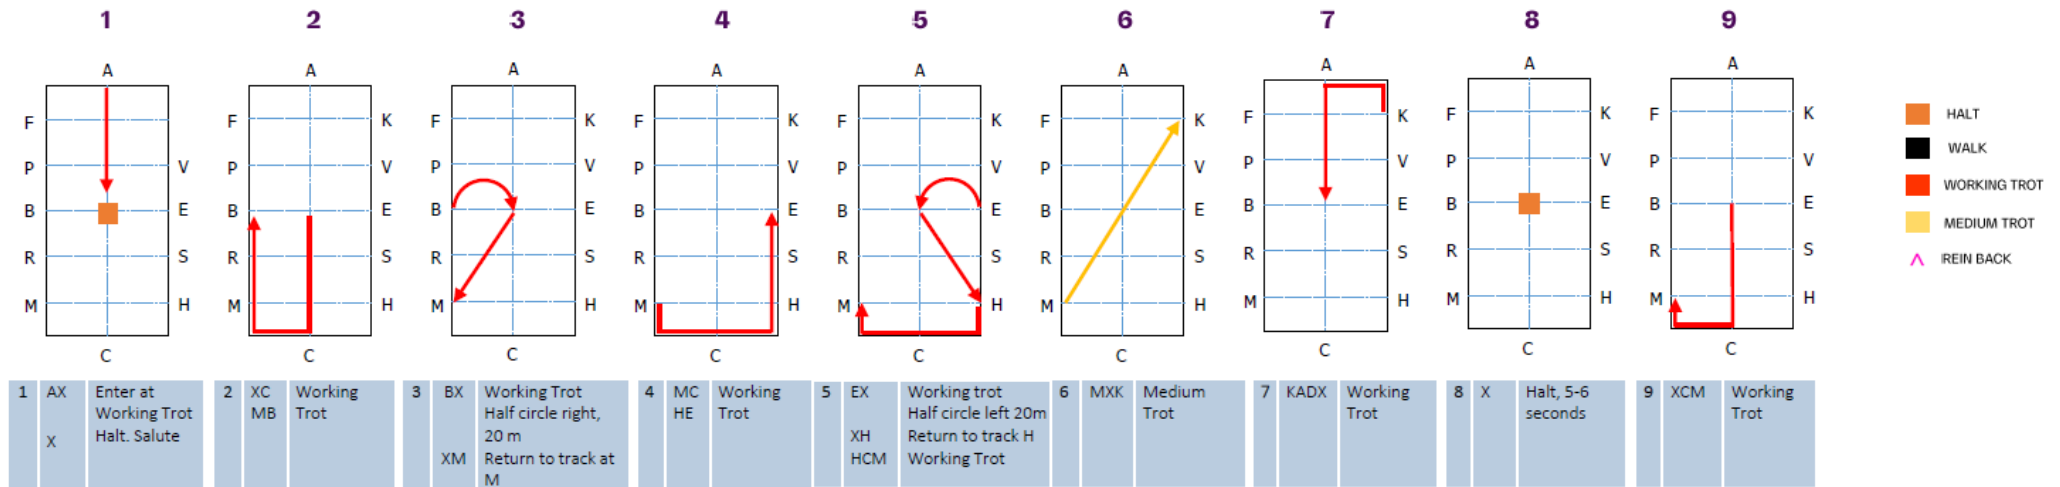 1 2 3 4 5 6 7 8 9
A A A A A A A A A
F
P V
B E
R S
M H
C
F K
P V
B E
R S
M H
C
F K
P V
B E
R S
M H
C
F K
P V
B E
R S
M H
C
F K
P V
B E
R S
M H
C
F K
P V
B E
R S
M H
C
F K
P V
B E
R S
M H
C
F K
P V
B E
R S
M H
C
F K
P V
B E
R S
M H
C
HALT
WALK
WORKING TROT
MEDIUM TROT
REIN BACK
1 AX Enter at
Working Trot
X Halt. Salute
2 XC Working
MB Trot
3 BX Working Trot
Half circle right,
20 m
XM Return to track at
M
4 MC Working
HE Trot
5 EX Working trot
Half circle left 20m
XH Return to track H
HCM Working Trot
6 MXK Medium
Trot
7 KADX Working
Trot
8 X Halt, 5-6
seconds
9 XCM Working
Trot